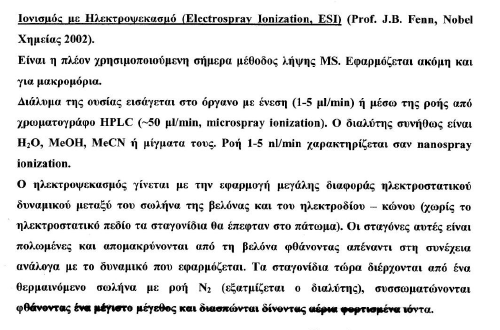 Ιονισμός με Ηλεκτροψεκασμό (Electrospray Ionization, ESI) (Prof. J.B. Fenn, Nobel
Χημείας 2002).
Είναι η πλέον χρησιμοποιούμενη σήμερα μέθοδος λήψης MS. Εφαρμόζεται ακόμη και
για μακρομόρια.
Διάλυμα της ουσίας εισάγεται στο όργανο με ένεση (1-5 μl/min) ή μέσω της ροής από
χρωματογράφο HPLC (~50 μl/min, microspray ionization). Ο διαλύτης συνήθως είναι
H₂O, MeOH, MeCN ή μίγματα τους. Ροή 1-5 nl/min χαρακτηρίζεται σαν nanospray
ionization.
Ο ηλεκτροψεκασμός γίνεται με την εφαρμογή μεγάλης διαφοράς ηλεκτροστατικού
δυναμικού μεταξύ του σωλήνα της βελόνας και του ηλεκτροδίου – κώνου (χωρίς το
ηλεκτροστατικό πεδίο τα σταγονίδια θα έπεφταν στο πάτωμα). Οι σταγόνες αυτές είναι
πολωμένες και απομακρύνονται από τη βελόνα φθάνοντας απέναντι στη συνέχεια
ανάλογα με το δυναμικό που εφαρμόζεται. Τα σταγονίδια τώρα διέρχονται από ένα
θερμαινόμενο σωλήνα με ροή N₂ (εξατμίζεται ο διαλύτης), συσσωματώνονται
φθάνοντας ένα μέγιστο μέγεθος και διασπώνται δίνοντας αέρια φορτισμένα ιόντα.